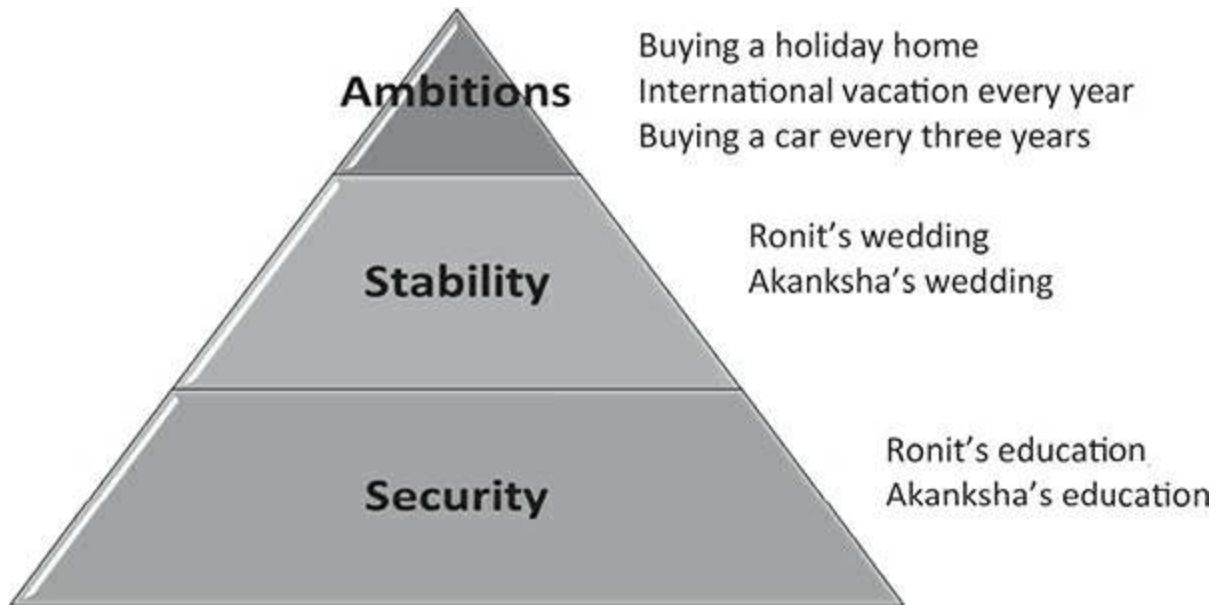 Ambitions
Buying a holiday home
International vacation every year
Buying a car every three years
Stability
Ronit’s wedding
Akanksha’s wedding
Security
Ronit’s education
Akanksha’s education